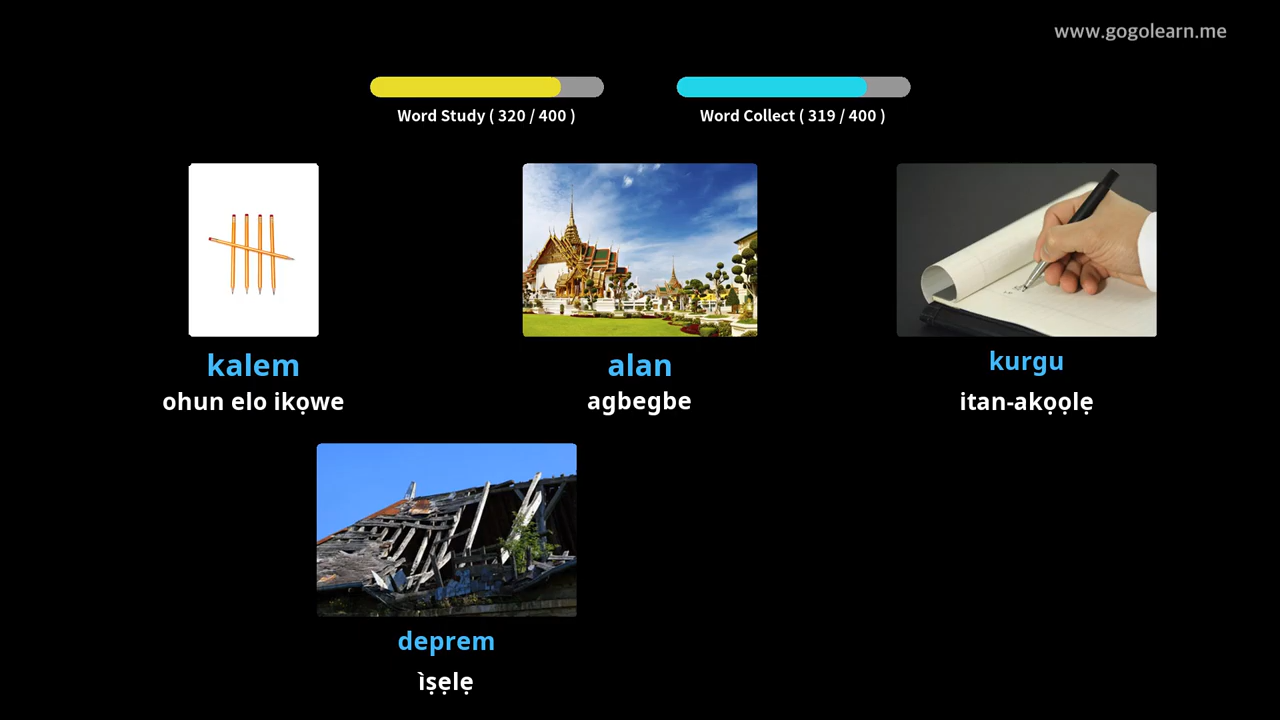 www.gogolearn.me
Word Study ( 320 / 400 )
Word Collect ( 319 / 400 )
kalem
ohun elo ikọwe
alan
agbegbe
kurgu
itan-akọọlẹ
deprem
ìṣẹlẹ